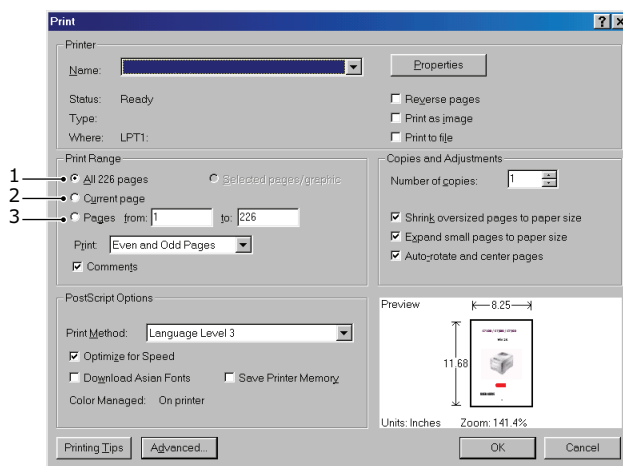 Print
Printer
Name:
Properties
Status: Ready
Reverse pages
Type:
Print as image
Where: LPT1:
Print to file
Print Range
1 All 226 pages
Selected pages/graphic
2 Current page
3 Pages from: 1 to: 226
Print: Even and Odd Pages
Comments
Copies and Adjustments
Number of copies: 1
Shrink oversized pages to paper size
Expand small pages to paper size
Auto-rotate and center pages
PostScript Options
Print Method: Language Level 3
Optimize for Speed
Download Asian Fonts
Save Printer Memory
Color Managed: On printer
Preview
8.25
11.68
Units: Inches Zoom: 141.4%
Printing Tips
Advanced...
OK
Cancel